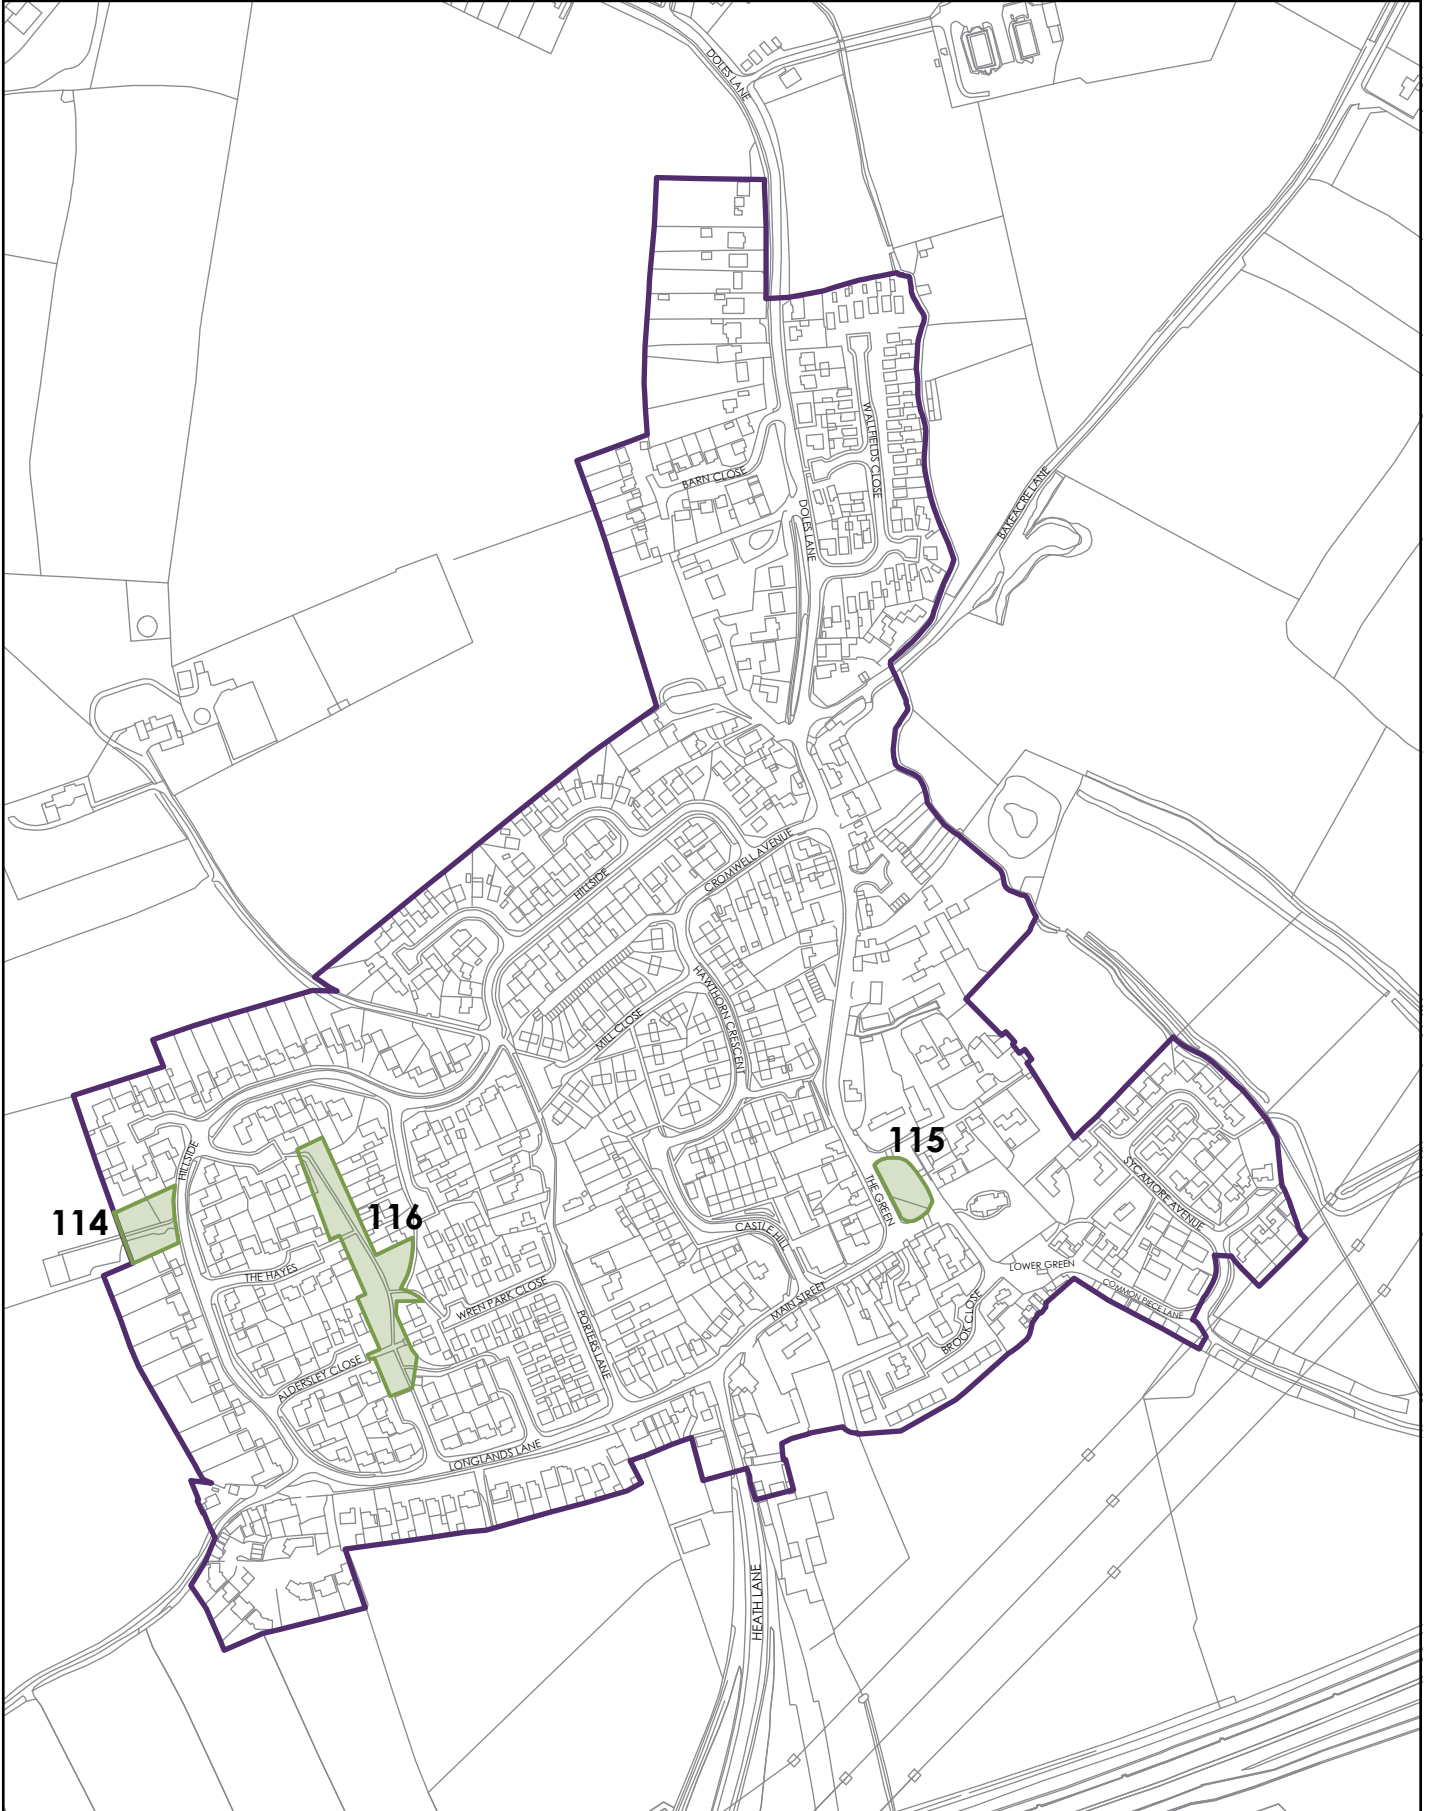 DOLES LANE
WALLFIELDS CLOSE
BARN CLOSE
BAKEACRE LANE
DOLES LANE
CROMWELL AVENUE
HILLSIDE
HAWTHORN CRESCENT
MILL CLOSE
115
HILLSIDE
SYCAMORE AVENUE
THE GREEN
114
116
CASTLE HILL
LOWER GREEN
THE HAYES
COMMON PIECE LANE
WREN PARK CLOSE
MAIN STREET
BROOK CLOSE
PORTERS LANE
ALDERSLEY CLOSE
LONGLANDS LANE
HEATH LANE